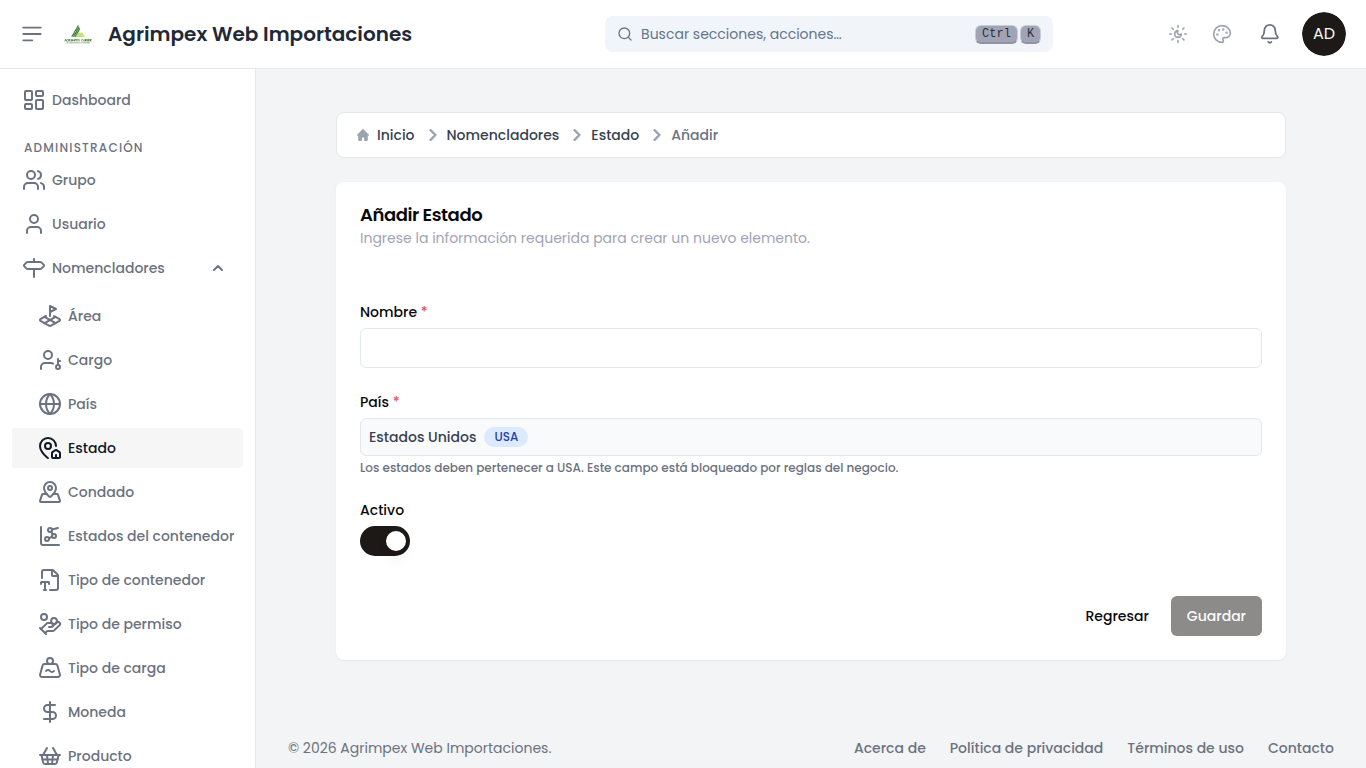 Agrimpex Web Importaciones
Buscar secciones, acciones...
Ctrl K
AD
Dashboard
ADMINISTRACIÓN
Grupo
Usuario
Nomencladores
Área
Cargo
País
Estado
Condado
Estados del contenedor
Tipo de contenedor
Tipo de permiso
Tipo de carga
Moneda
Producto
Inicio
Nomencladores
Estado
Añadir
Añadir Estado
Ingrese la información requerida para crear un nuevo elemento.
Nombre *
País *
Estados Unidos USA
Los estados deben pertenecer a USA. Este campo está bloqueado por reglas del negocio.
Activo
Regresar
Guardar
© 2026 Agrimpex Web Importaciones.
Acerca de
Política de privacidad
Términos de uso
Contacto